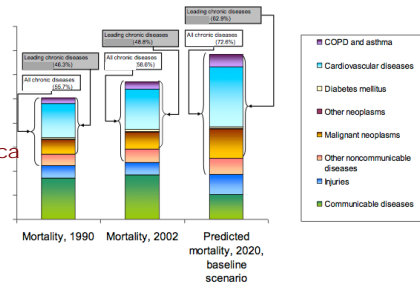 Leading chronic diseases
(62.9%)
Leading chronic diseases
(48.8%)
All chronic diseases
(72.8%)
Leading chronic diseases
(46.3%)
All chronic diseases
(58.6%)
All chronic diseases
(55.7%)
ca
Mortality, 1990
Mortality, 2002
Predicted
mortality, 2020,
baseline
scenario
COPD and asthma
Cardiovascular diseases
Diabetes mellitus
Other neoplasms
Malignant neoplasms
Other noncommunicable
diseases
Injuries
Communicable diseases